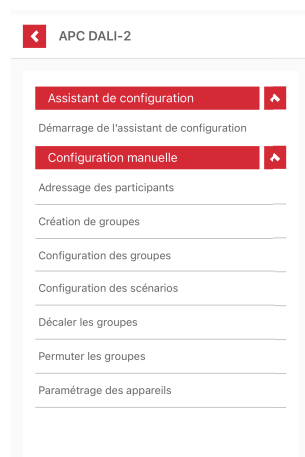 APC DALI-2
Assistant de configuration
Démarrage de l'assistant de configuration
Configuration manuelle
Adressage des participants
Création de groupes
Configuration des groupes
Configuration des scénarios
Décaler les groupes
Permuter les groupes
Paramétrage des appareils